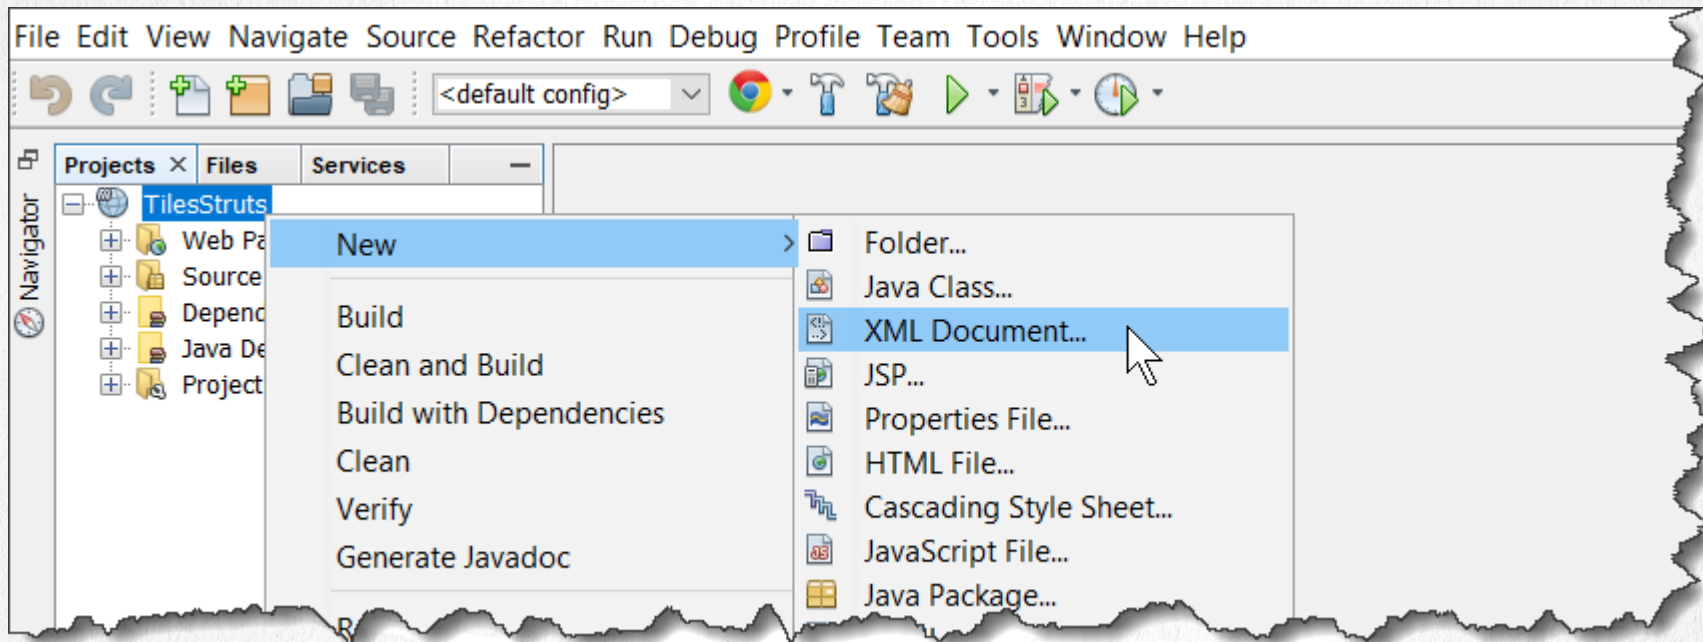 File Edit View Navigate Source Refactor Run Debug Profile Team Tools Window Help
<default config>
Projects Files Services
Navigator
TilesStruts
Web Pa
Source
Depend
Java De
Project
New
Build
Clean and Build
Build with Dependencies
Clean
Verify
Generate Javadoc
Folder...
Java Class...
XML Document...
JSP...
Properties File...
HTML File...
Cascading Style Sheet...
JavaScript File...
Java Package...